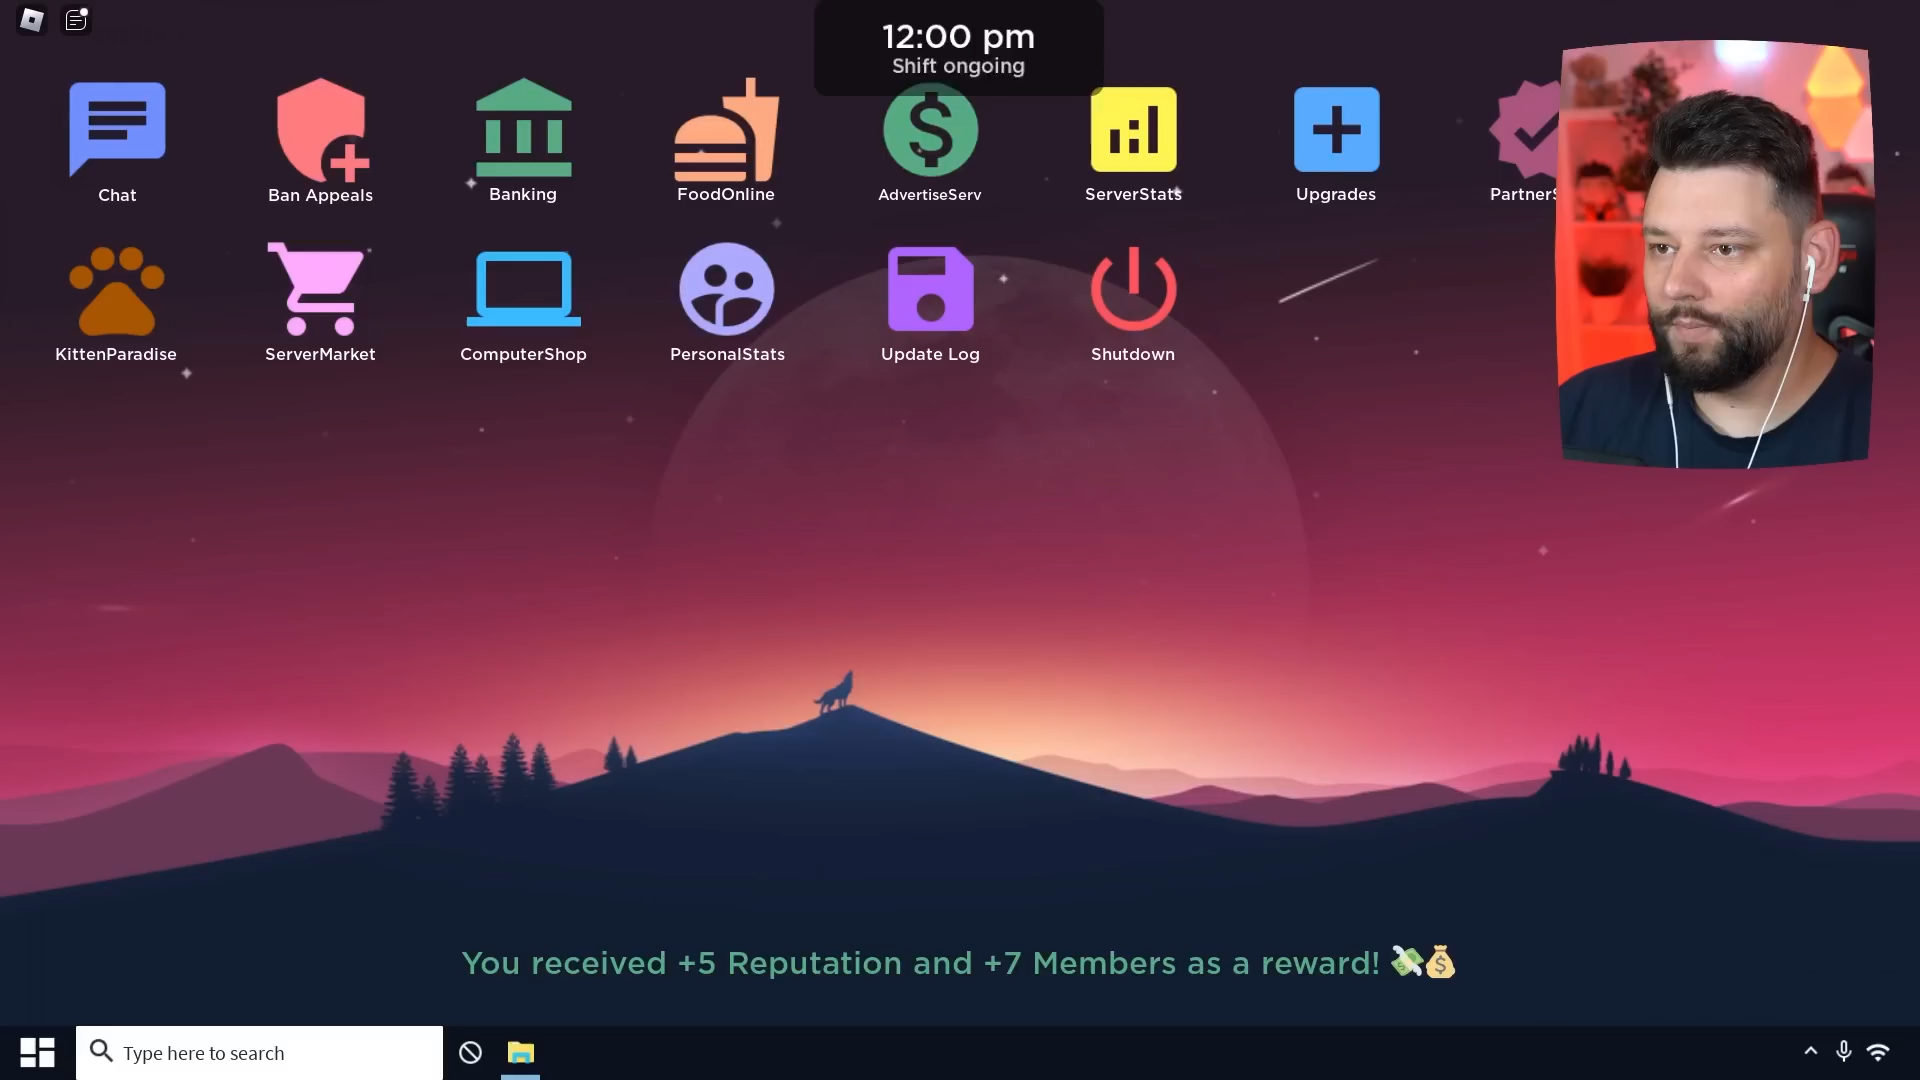 12:00 pm
Shift ongoing
Chat
Ban Appeals
Banking
FoodOnline
AdvertiseServ
ServerStats
Upgrades
KittenParadise
ServerMarket
ComputerShop
PersonalStats
Update Log
Shutdown
You received +5 Reputation and +7 Members as a reward! 💸💰
Type here to search